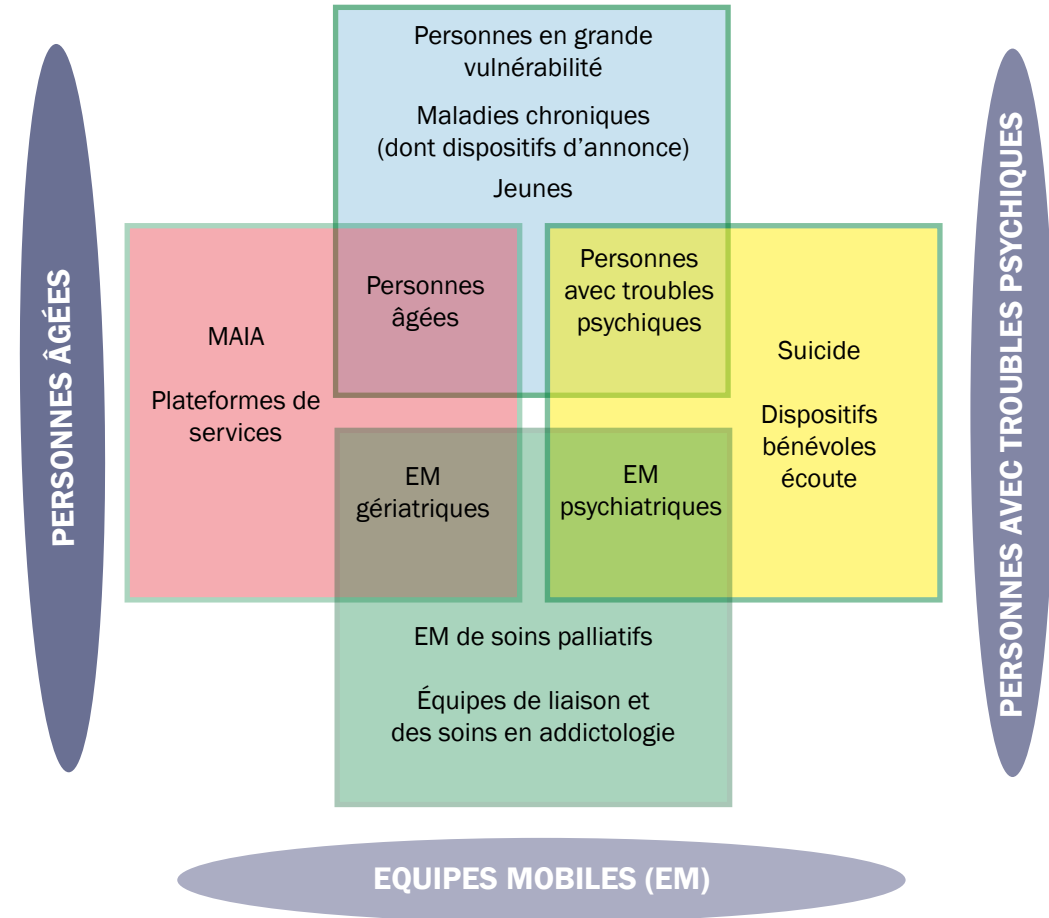 Personnes en grande
vulnérabilité
Maladies chroniques
(dont dispositifs d'annonce)
Jeunes
PERSONNES ÂGÉES
MAIA
Plateformes de
services
Personnes
âgées
Personnes
avec troubles
psychiques
Suicide
Dispositifs
bénévoles
écoute
PERSONNES AVEC TROUBLES PSYCHIQUES
EM
gériatriques
EM
psychiatriques
EM de soins palliatifs
Équipes de liaison et
des soins en addictologie
EQUIPES MOBILES (EM)